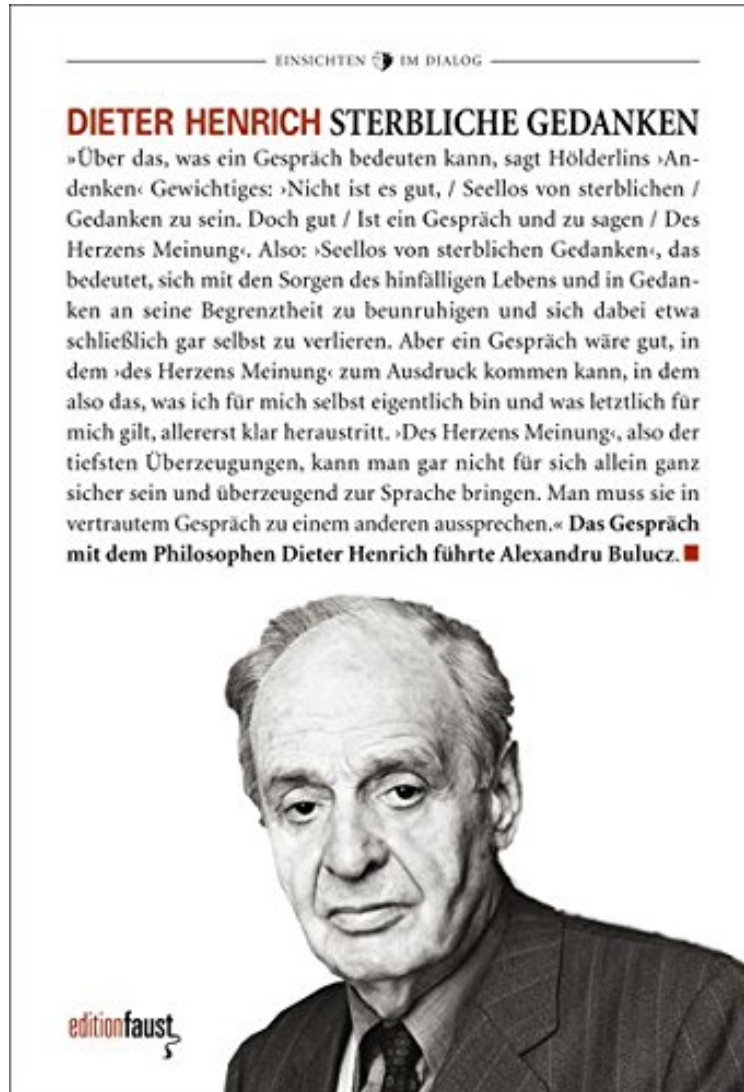 EINSICHTEN IM DIALOG
DIETER HENRICH STERBLICHE GEDANKEN
»Über das, was ein Gespräch bedeuten kann, sagt Hölderlins ›An-
denken‹ Gewichtiges: ›Nicht ist es gut, / Seellos von sterblichen /
Gedanken zu sein. Doch gut / Ist ein Gespräch und zu sagen / Des
Herzens Meinung‹. Also: ›Seellos von sterblichen Gedanken‹, das
bedeutet, sich mit den Sorgen des hinfälligen Lebens und in Gedan-
ken an seine Begrenztheit zu beunruhigen und sich dabei etwa
schließlich gar selbst zu verlieren. Aber ein Gespräch wäre gut, in
dem ›des Herzens Meinung‹ zum Ausdruck kommen kann, in dem
also das, was ich für mich selbst eigentlich bin und was letztlich für
mich gilt, allererst klar heraustritt. ›Des Herzens Meinung‹, also der
tiefsten Überzeugungen, kann man gar nicht für sich allein ganz
sicher sein und überzeugend zur Sprache bringen. Man muss sie in
vertrautem Gespräch zu einem anderen aussprechen.« Das Gespräch
mit dem Philosophen Dieter Henrich führte Alexandru Bulucz.
editionfaust